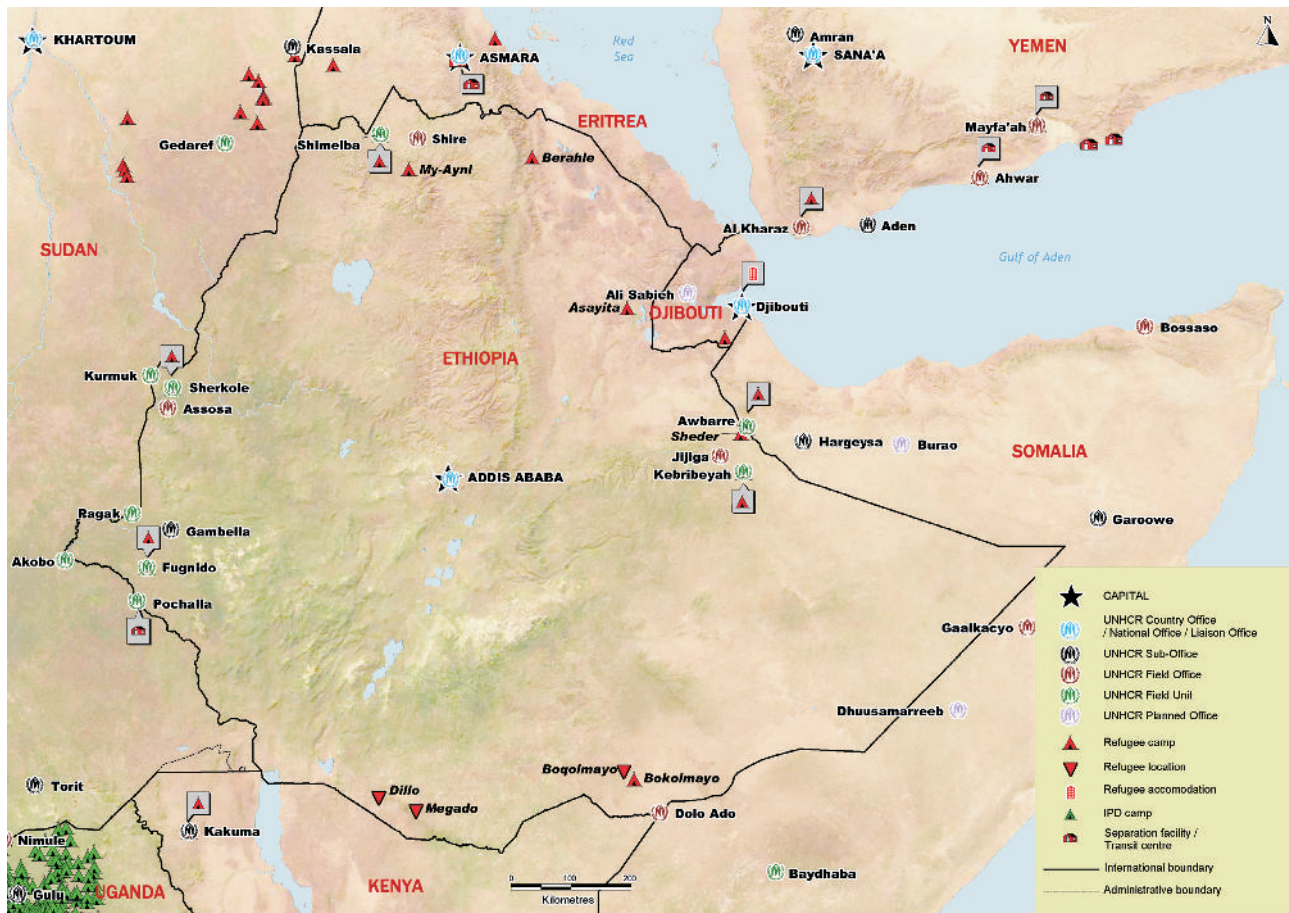 N
KHARTOUM
Kassala
ASMARA
Red
Sea
Amran
SANA'A
YEMEN
Gedaref
Shimelba
Shire
ERITREA
Mayfa'ah
My-Ayni
Berahle
Ahwar
SUDAN
Al Kharaz
Aden
Gulf of Aden
Ali Sabieh
Asayita
DJIBOUTI
Djibouti
Bossaso
ETHIOPIA
Kurmuk
Sherkole
Assosa
Awbarre
Sheder
Hargeysa
Burao
SOMALIA
Jijiga
Kebribeyah
ADDIS ABABA
Ragak
Gambella
Garoowe
Akobo
Fugnido
Pochalla
Gaalkacyo
Dhuusamarreeb
Torit
Dillo
Megado
Boqolmayo
Bokolmayo
Dolo Ado
Kakuma
Nimule
Gulu
UGANDA
KENYA
Baydhaba
0 100 200
Kilometres
CAPITAL
UNHCR Country Office
/ National Office / Liaison Office
UNHCR Sub-Office
UNHCR Field Office
UNHCR Field Unit
UNHCR Planned Office
Refugee camp
Refugee location
Refugee accomodation
IPD camp
Separation facility /
Transit centre
International boundary
Administrative boundary